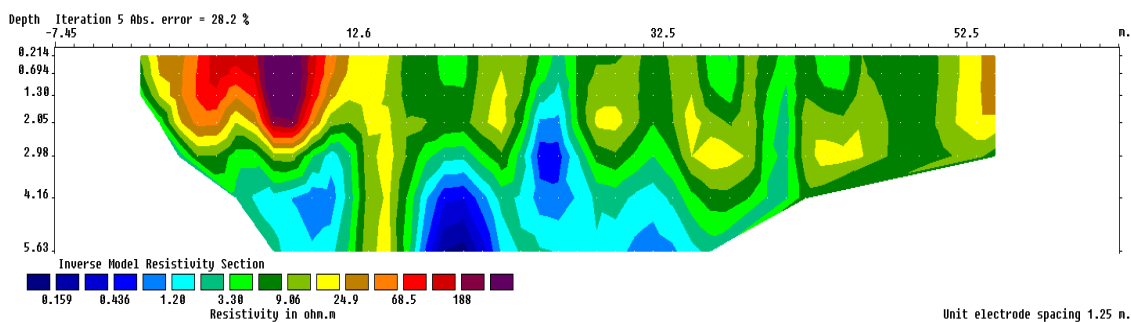 Depth Iteration 5 Abs. error = 28.2 %
-7.45 12.6 32.5 52.5 m.
0.214
0.694
1.30
2.05
2.98
4.16
5.63
Inverse Model Resistivity Section
0.159 0.436 1.20 3.30 9.06 24.9 68.5 188
Resistivity in ohm.m
Unit electrode spacing 1.25 m.